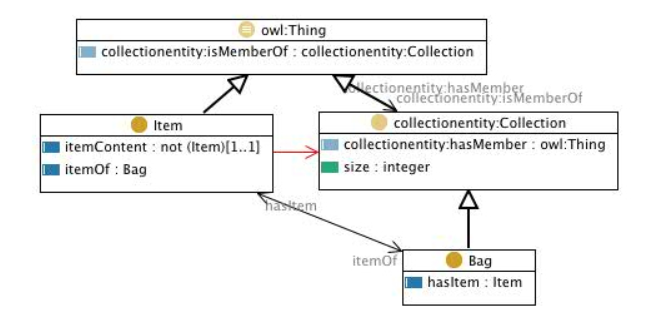 owl:Thing
collectionentity:isMemberOf : collectionentity:Collection
collectionentity:hasMember
collectionentity:isMemberOf
Item
itemContent : not (Item)[1..1]
itemOf : Bag
collectionentity:Collection
collectionentity:hasMember : owl:Thing
size : integer
hasItem
itemOf
Bag
hasItem : Item